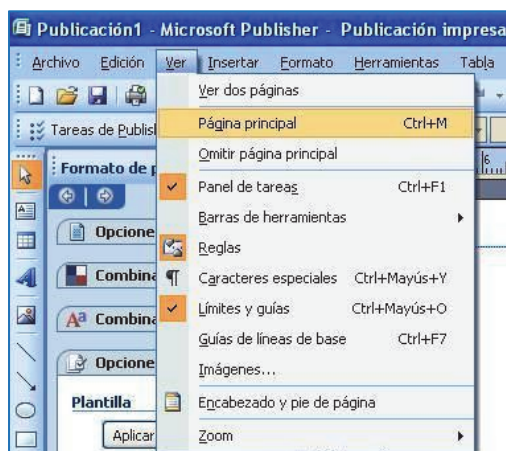 Publicación1 - Microsoft Publisher - Publicación impresa
Archivo Edición Ver Insertar Formato Herramientas Tabla
Ver dos páginas
Tareas de Publis
Página principal Ctrl+M
Omitir página principal
6
Formato de p
Panel de tareas Ctrl+F1
Barras de herramientas
Opcione
Reglas
Combina
Caracteres especiales Ctrl+Mayús+Y
Límites y guías Ctrl+Mayús+O
Combina
Guías de líneas de base Ctrl+F7
Opcione
Imágenes...
Plantilla
Encabezado y pie de página
Aplicar
Zoom